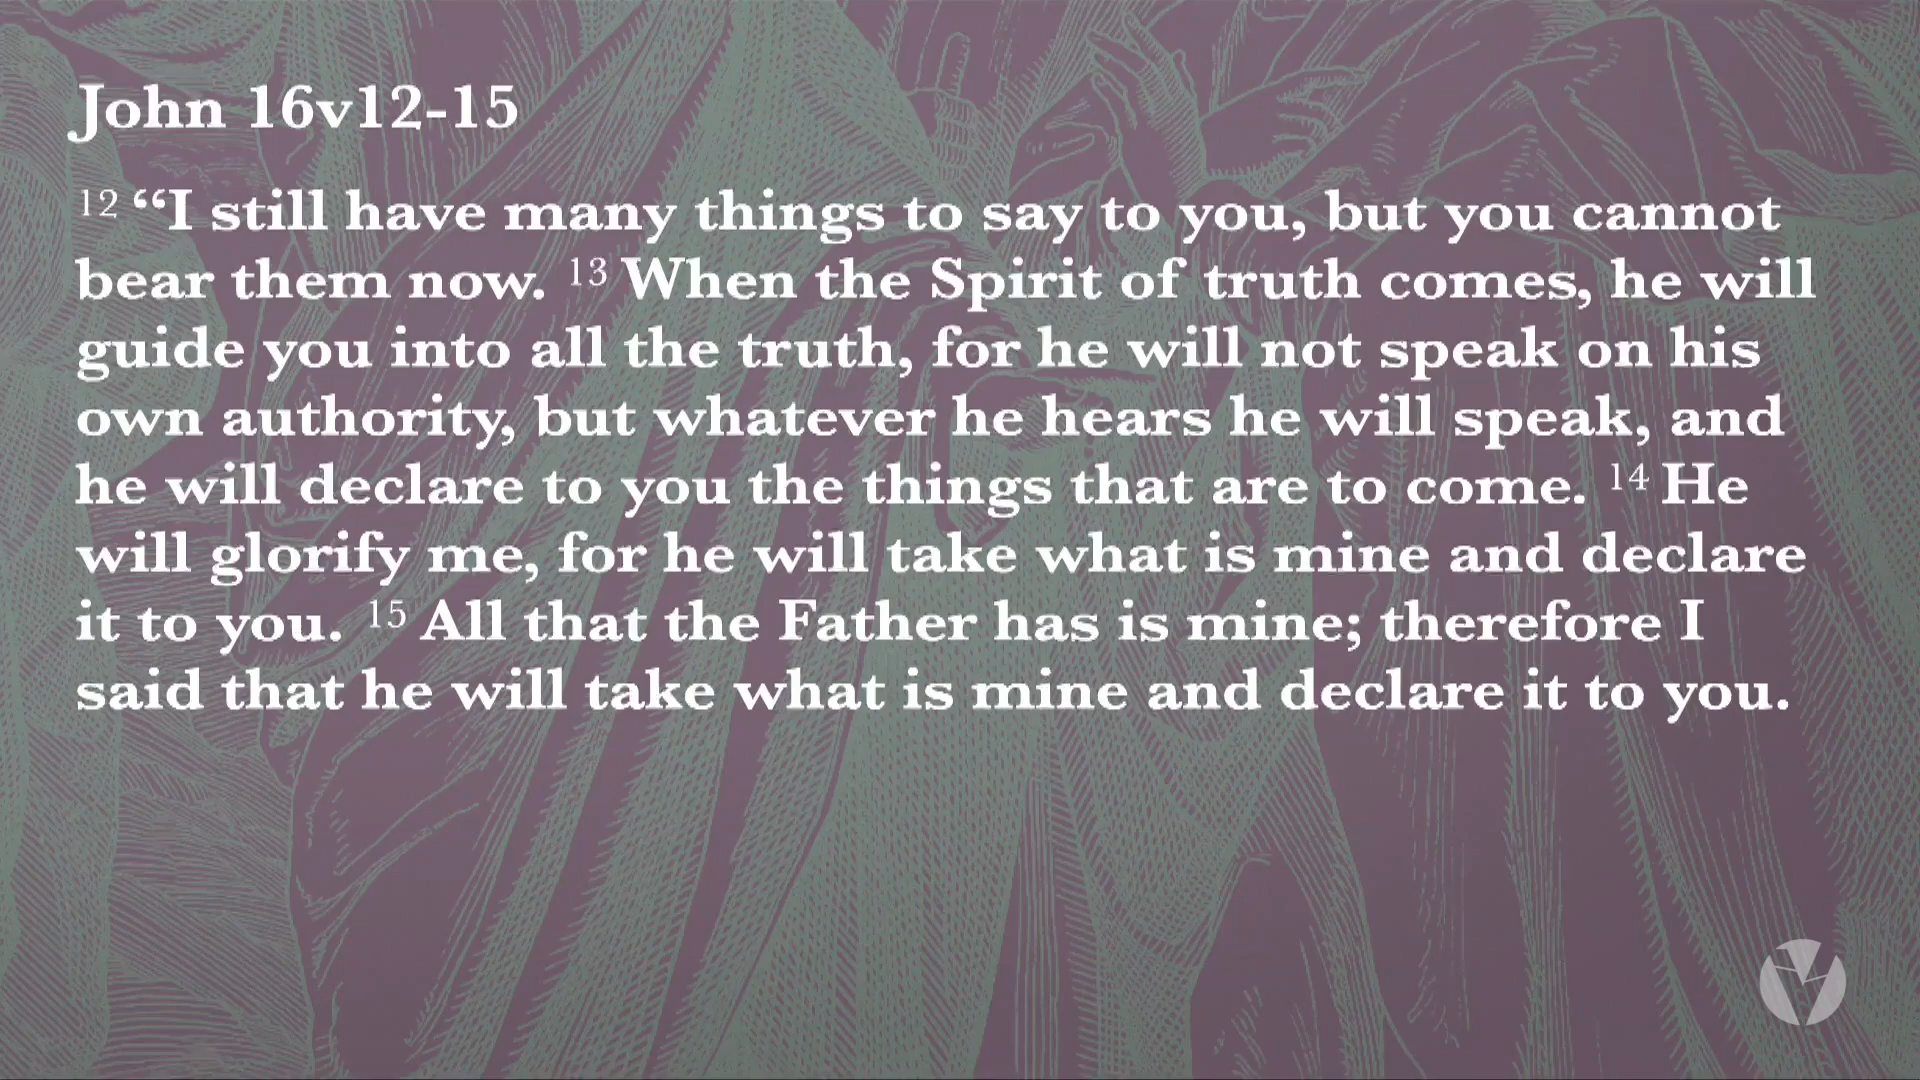 John 16v12-15
12 “I still have many things to say to you, but you cannot
bear them now. 13 When the Spirit of truth comes, he will
guide you into all the truth, for he will not speak on his
own authority, but whatever he hears he will speak, and
he will declare to you the things that are to come. 14 He
will glorify me, for he will take what is mine and declare
it to you. 15 All that the Father has is mine; therefore I
said that he will take what is mine and declare it to you.